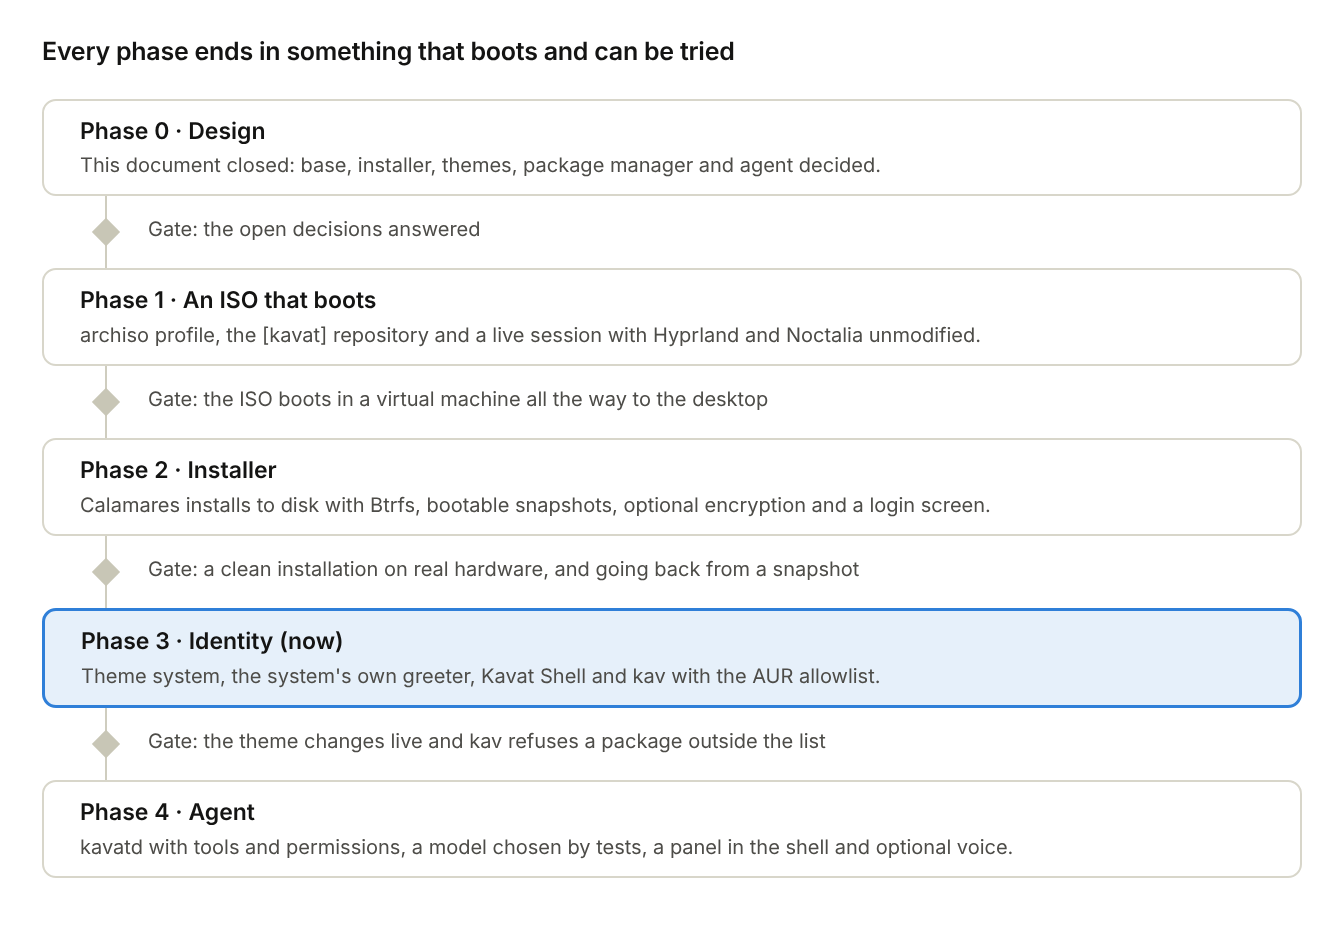 Every phase ends in something that boots and can be tried
Phase 0 · Design
This document closed: base, installer, themes, package manager and agent decided.
Gate: the open decisions answered
Phase 1 · An ISO that boots
archiso profile, the [kavat] repository and a live session with Hyprland and Noctalia unmodified.
Gate: the ISO boots in a virtual machine all the way to the desktop
Phase 2 · Installer
Calamares installs to disk with Btrfs, bootable snapshots, optional encryption and a login screen.
Gate: a clean installation on real hardware, and going back from a snapshot
Phase 3 · Identity (now)
Theme system, the system's own greeter, Kavat Shell and kav with the AUR allowlist.
Gate: the theme changes live and kav refuses a package outside the list
Phase 4 · Agent
kavatd with tools and permissions, a model chosen by tests, a panel in the shell and optional voice.